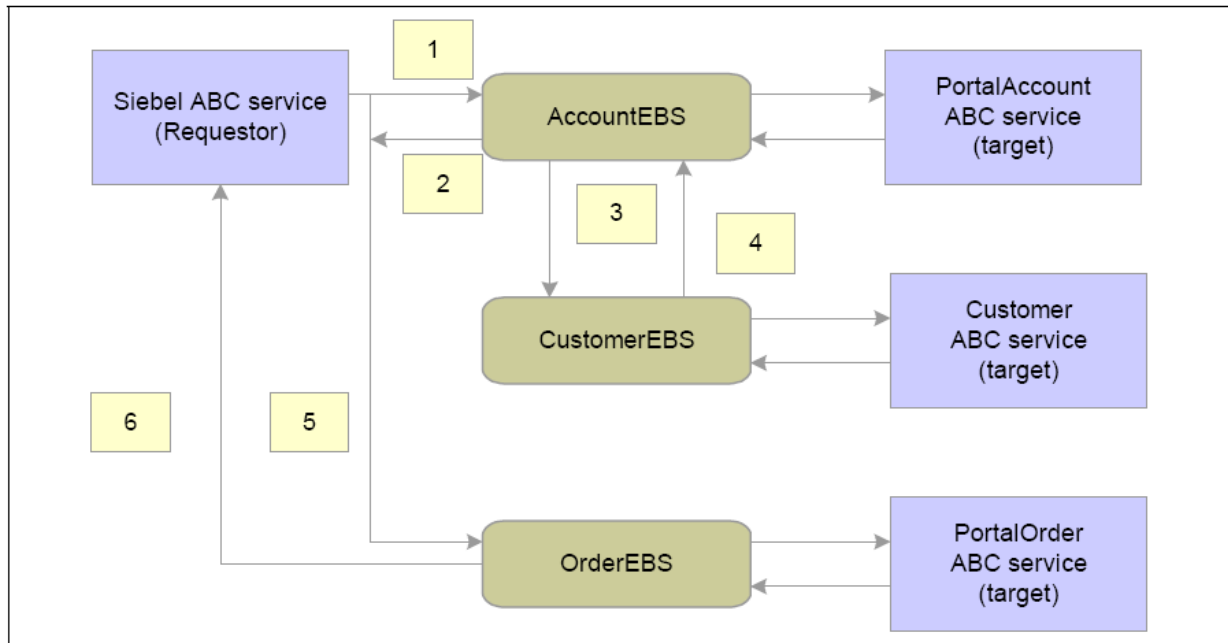 1
Siebel ABC service
(Requestor)
AccountEBS
PortalAccount
ABC service
(target)
2
3
4
CustomerEBS
Customer
ABC service
(target)
6
5
OrderEBS
PortalOrder
ABC service
(target)